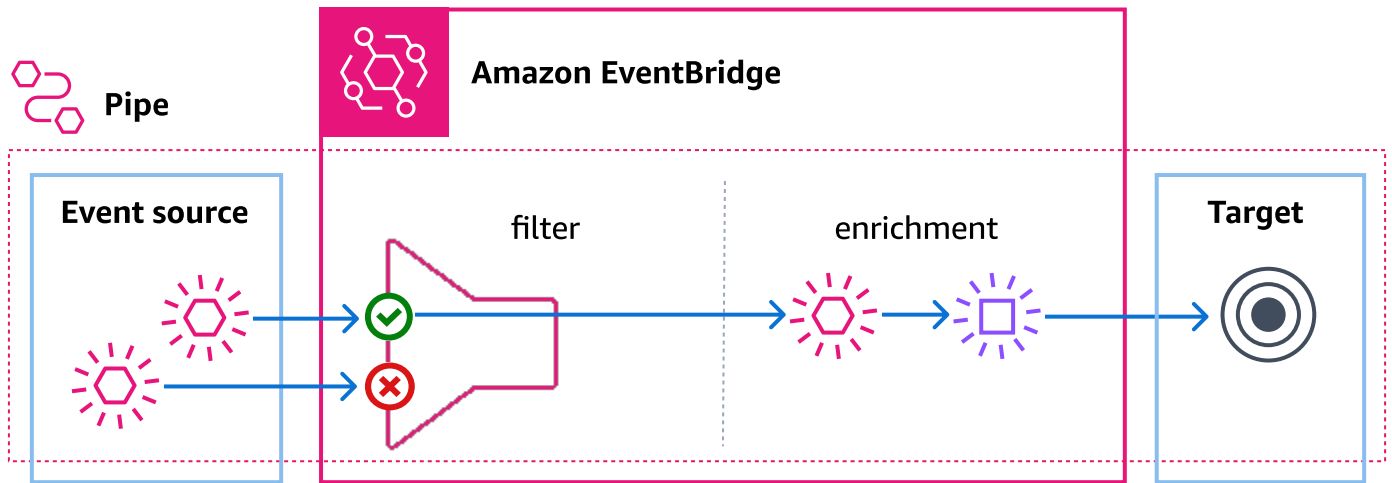 Amazon EventBridge
Pipe
Event source
filter
enrichment
Target